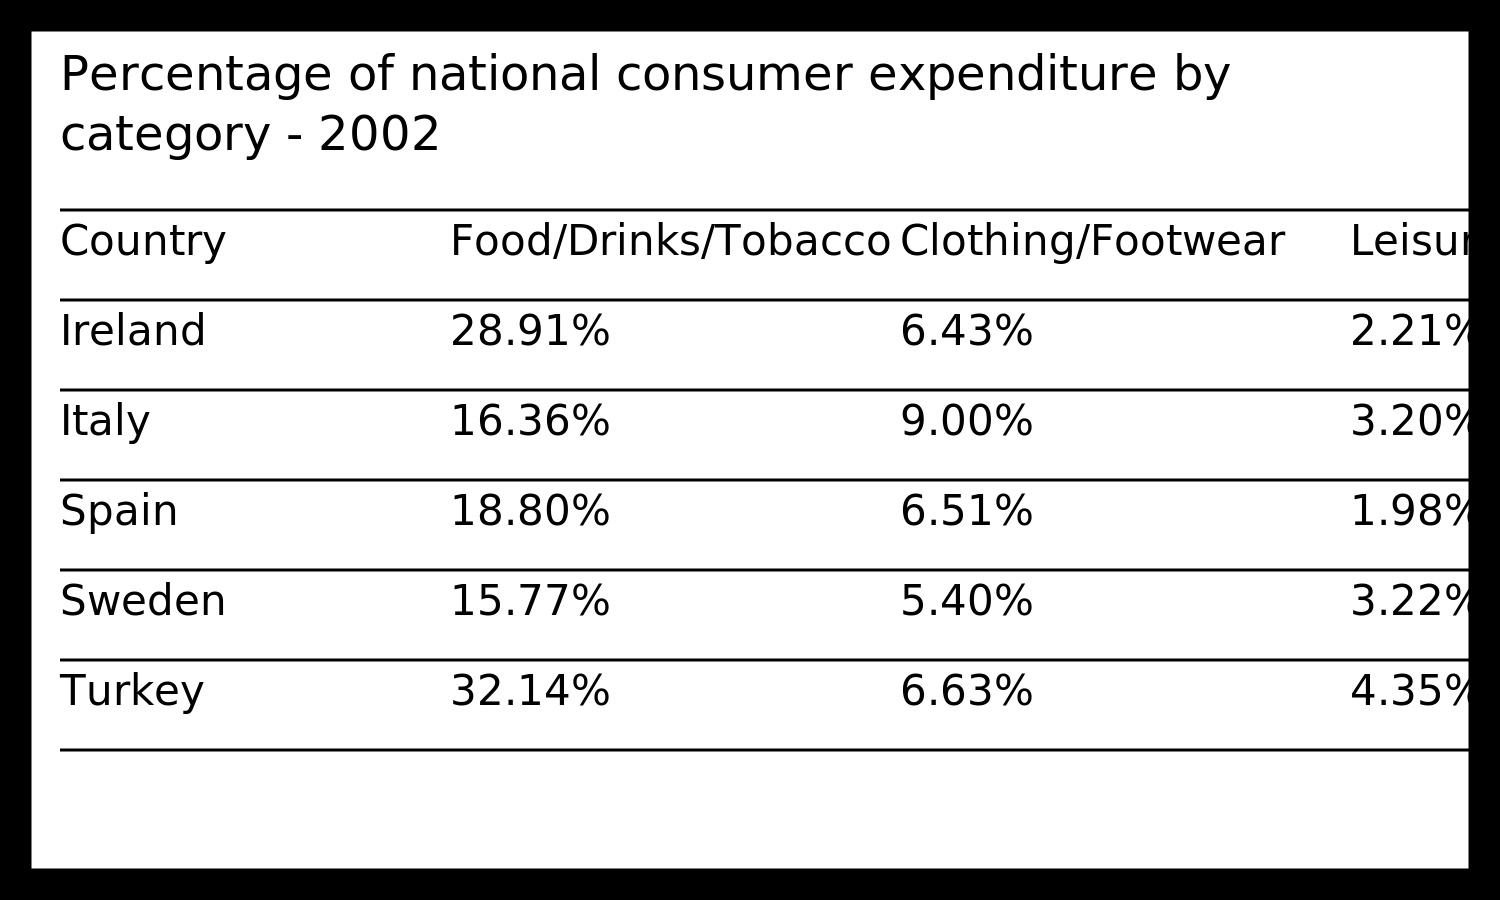 Percentage of national consumer expenditure by
category - 2002
Country Food/Drinks/Tobacco Clothing/Footwear
Ireland 28.91% 6.43% 2.21%
Italy 16.36% 9.00% 3.20%
Spain 18.80% 6.51% 1.98%
Sweden 15.77% 5.40% 3.22%
Turkey 32.14% 6.63% 4.35%